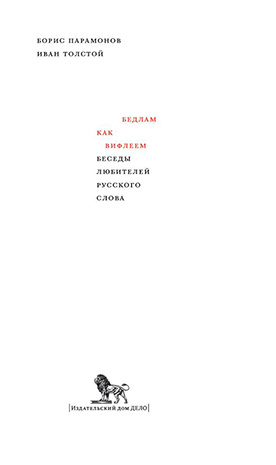 БОРИС ПАРАМОНОВ
ИВАН ТОЛСТОЙ
БЕДЛАМ
КАК
ВИФЛЕЕМ
БЕСЕДЫ
ЛЮБИТЕЛЕЙ
РУССКОГО
СЛОВА
|Издательский дом ДЕЛО|